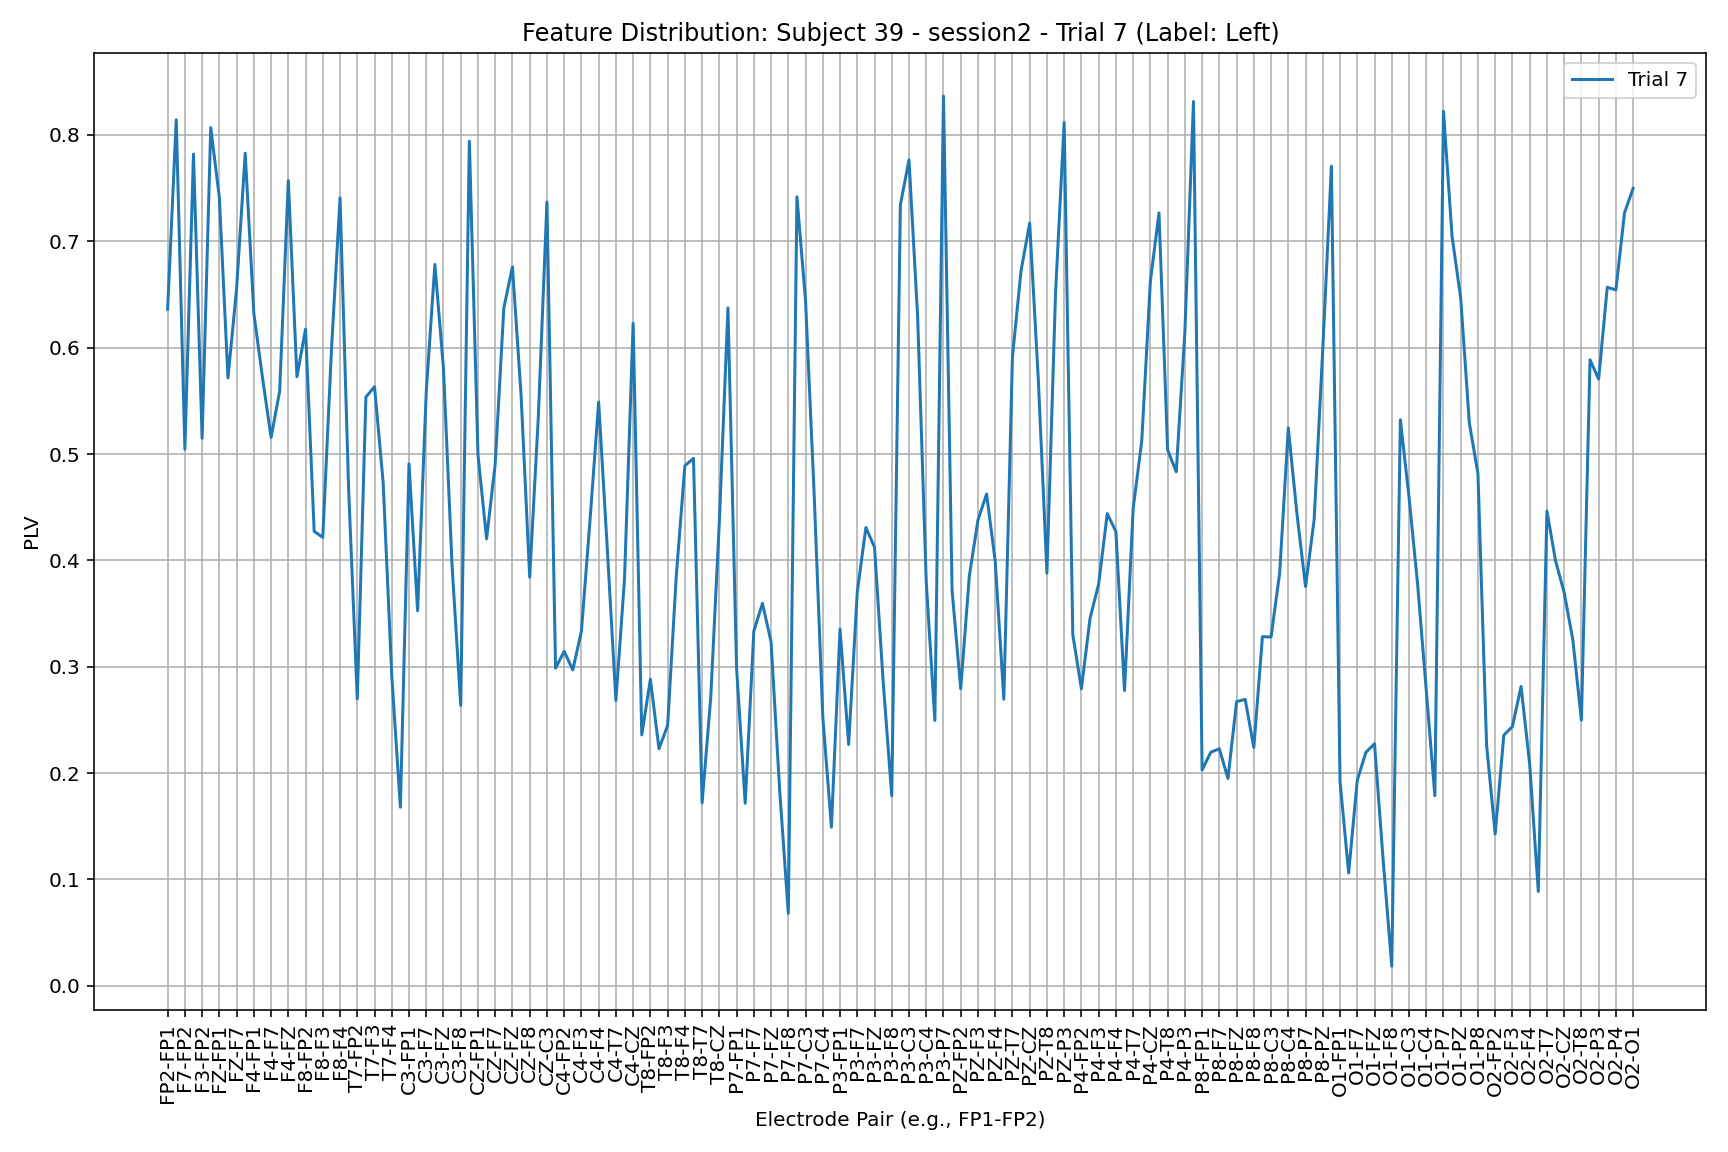 Feature Distribution: Subject 39 - session2 - Trial 7 (Label: Left)
Trial 7
PLV
0.8
0.7
0.6
0.5
0.4
0.3
0.2
0.1
0.0
FP2-FP1
F7-FP2
F3-FP2
FZ-FP1
FZ-F7
F4-FP1
F4-F7
F4-FZ
F8-FP2
F8-F3
F8-F4
T7-FP2
T7-F3
T7-F4
C3-FP1
C3-F7
C3-FZ
C3-F8
CZ-FP1
CZ-F7
CZ-FZ
CZ-F8
CZ-C3
C4-FP2
C4-F3
C4-F4
C4-T7
C4-CZ
T8-FP2
T8-F3
T8-F4
T8-T7
T8-CZ
P7-FP1
P7-F7
P7-FZ
P7-F8
P7-C3
P7-C4
P3-FP1
P3-F7
P3-FZ
P3-F8
P3-C3
P3-C4
P3-P7
PZ-FP2
PZ-F3
PZ-F4
PZ-T7
PZ-CZ
PZ-T8
PZ-P3
P4-FP2
P4-F3
P4-F4
P4-T7
P4-CZ
P4-T8
P4-P3
P8-FP1
P8-F7
P8-FZ
P8-F8
P8-C3
P8-C4
P8-P7
P8-PZ
O1-FP1
O1-F7
O1-FZ
O1-F8
O1-C3
O1-C4
O1-P7
O1-PZ
O1-P8
O2-FP2
O2-F3
O2-F4
O2-T7
O2-CZ
O2-T8
O2-P3
O2-P4
O2-O1
Electrode Pair (e.g., FP1-FP2)